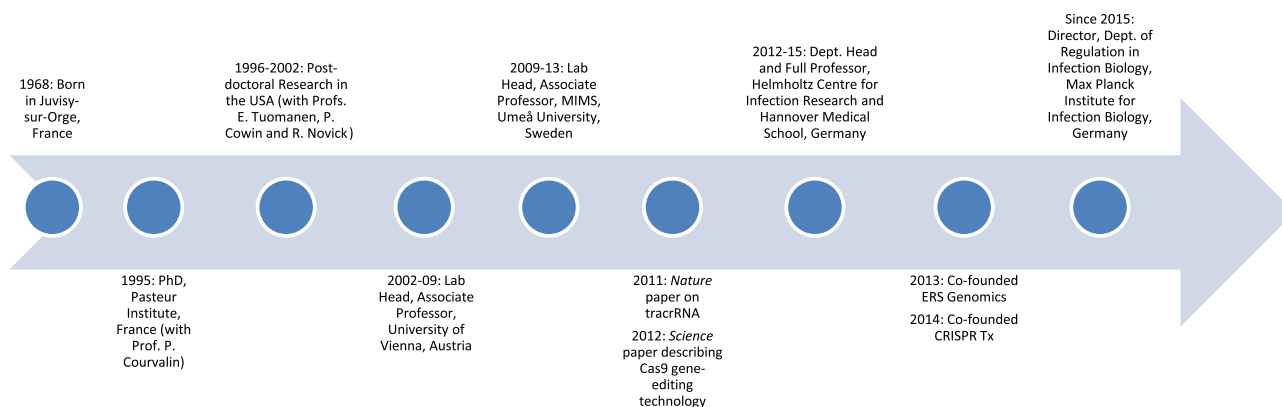 1968: Born
in Juvisy-
sur-Orge,
France
1995: PhD,
Pasteur
Institute,
France (with
Prof. P.
Courvalin)
1996-2002: Post-
doctoral Research in
the USA (with Profs.
E. Tuomanen, P.
Cowin and R. Novick)
2002-09: Lab
Head, Associate
Professor,
University of
Vienna, Austria
2009-13: Lab
Head, Associate
Professor, MIMS,
Umeå University,
Sweden
2011: Nature
paper on
tracrRNA
2012: Science
paper describing
Cas9 gene-
editing
technology
2012-15: Dept. Head
and Full Professor,
Helmholtz Centre for
Infection Research and
Hannover Medical
School, Germany
2013: Co-founded
ERS Genomics
2014: Co-founded
CRISPR Tx
Since 2015:
Director, Dept. of
Regulation in
Infection Biology,
Max Planck
Institute for
Infection Biology,
Germany